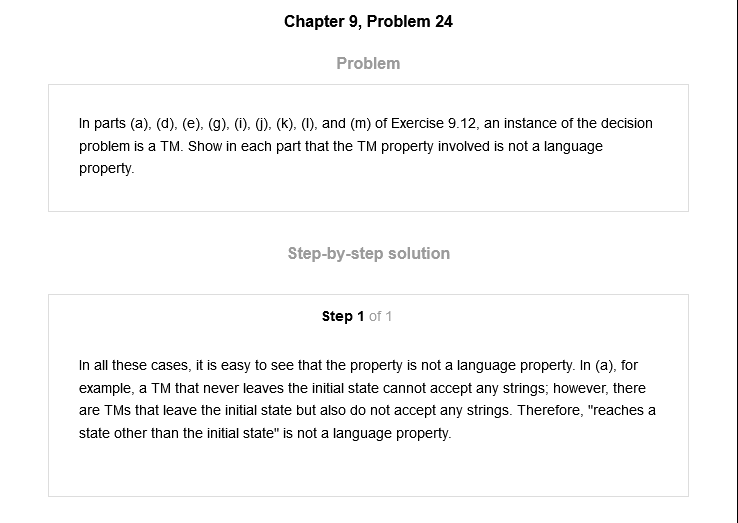 Chapter 9, Problem 24
Problem
In parts (a), (d), (e), (g), (i), (j), (k), (l), and (m) of Exercise 9.12, an instance of the decision
problem is a TM. Show in each part that the TM property involved is not a language
property.
Step-by-step solution
Step 1 of 1
In all these cases, it is easy to see that the property is not a language property. In (a), for
example, a TM that never leaves the initial state cannot accept any strings; however, there
are TMs that leave the initial state but also do not accept any strings. Therefore, "reaches a
state other than the initial state" is not a language property.